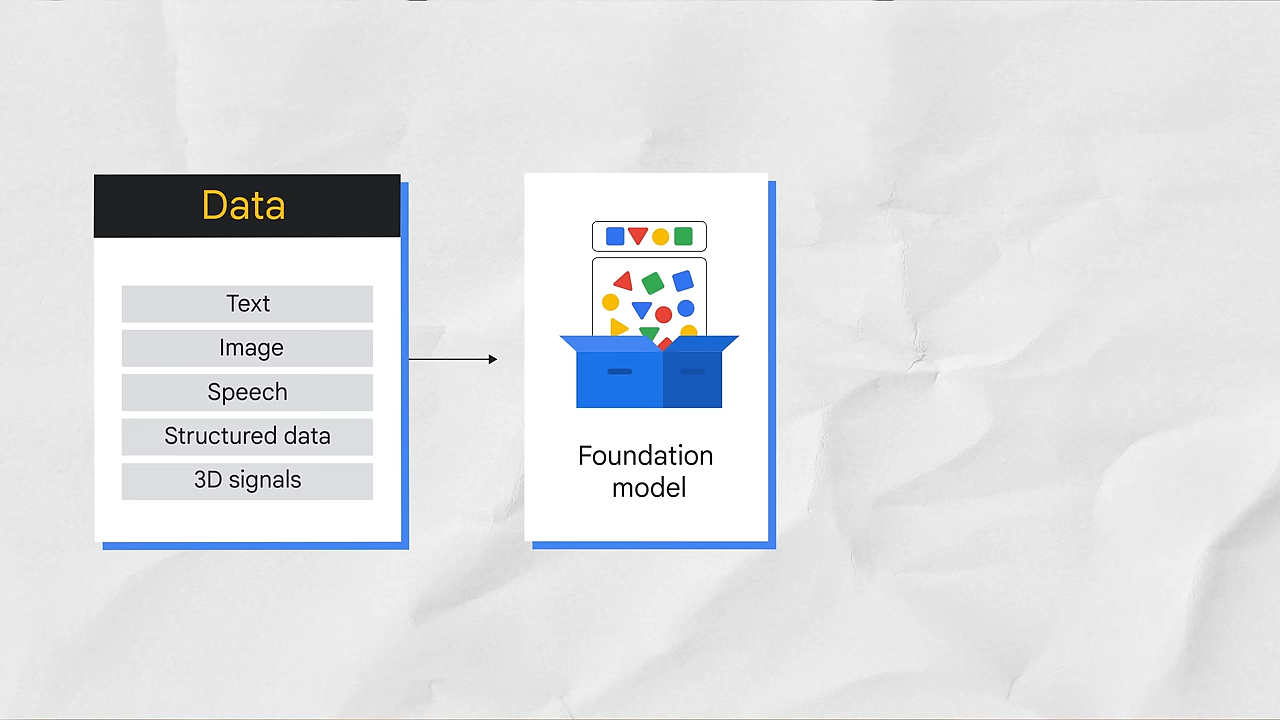 Data
Text
Image
Speech
Structured data
3D signals
Foundation
model